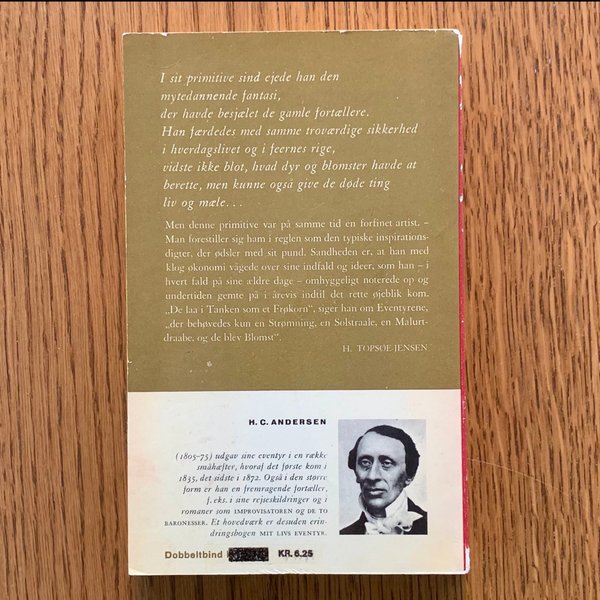 I sit primitive sind ejede han den
mytedannende fantasi,
der havde besjælet de gamle fortællere.
Han færdedes med samme troværdige sikkerhed
i hverdagslivet og i feernes rige,
vidste ikke blot, hvad dyr og blomster havde at
berette, men kunne også give de døde ting
liv og mæle...
Men denne primitive var på samme tid en forfinet artist. –
Man forestiller sig ham i reglen som den typiske inspirations-
digter, der ødsler med sit pund. Sandheden er, at han med
klog økonomi vågede over sine indfald og ideer, som han – i
hvert fald på sine ældre dage – omhyggeligt noterede op og
undertiden gemte på i årevis indtil det rette øjeblik kom.
„De laa i Tanken som et Frøkorn“, siger han om Eventyrene,
„der behøvedes kun en Strømning, en Solstraale, en Malurt-
draabe, og de blev Blomst“.
H. TOPSØE-JENSEN
H. C. ANDERSEN
(1805-75) udgav sine eventyr i en række
småhæfter, hvoraf det første kom i
1835, det sidste i 1872. Også i den større
form er han en fremragende fortæller,
f. eks. i sine rejseskildringer og i
romaner som IMPROVISATOREN og DE TO
BARONESSER. Et hovedværk er desuden erin-
dringsbogen MIT LIVS EVENTYR.
Dobbeltbind KR. 6.25